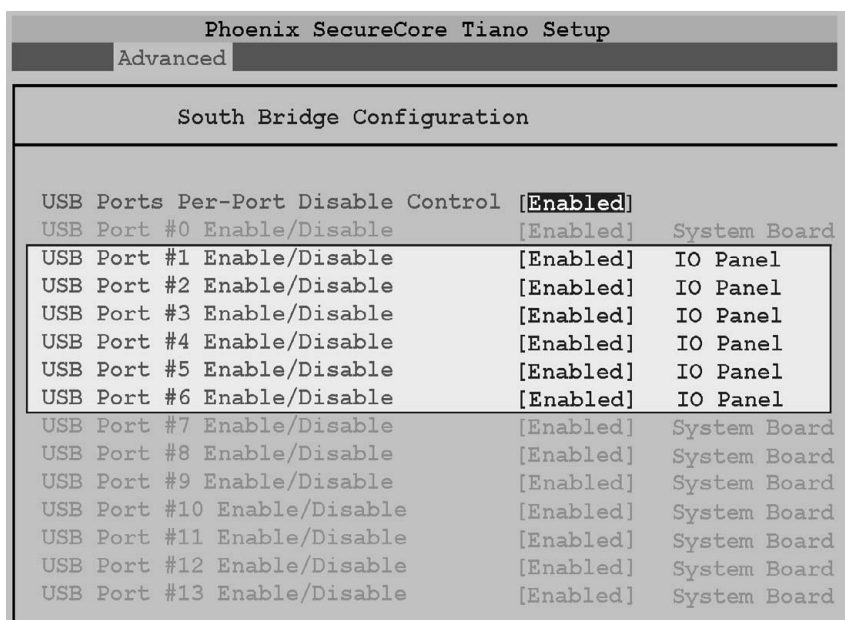 Phoenix SecureCore Tiano Setup
Advanced
South Bridge Configuration
USB Ports Per-Port Disable Control [Enabled]
USB Port #0 Enable/Disable [Enabled] System Board
USB Port #1 Enable/Disable [Enabled] IO Panel
USB Port #2 Enable/Disable [Enabled] IO Panel
USB Port #3 Enable/Disable [Enabled] IO Panel
USB Port #4 Enable/Disable [Enabled] IO Panel
USB Port #5 Enable/Disable [Enabled] IO Panel
USB Port #6 Enable/Disable [Enabled] IO Panel
USB Port #7 Enable/Disable [Enabled] System Board
USB Port #8 Enable/Disable [Enabled] System Board
USB Port #9 Enable/Disable [Enabled] System Board
USB Port #10 Enable/Disable [Enabled] System Board
USB Port #11 Enable/Disable [Enabled] System Board
USB Port #12 Enable/Disable [Enabled] System Board
USB Port #13 Enable/Disable [Enabled] System Board